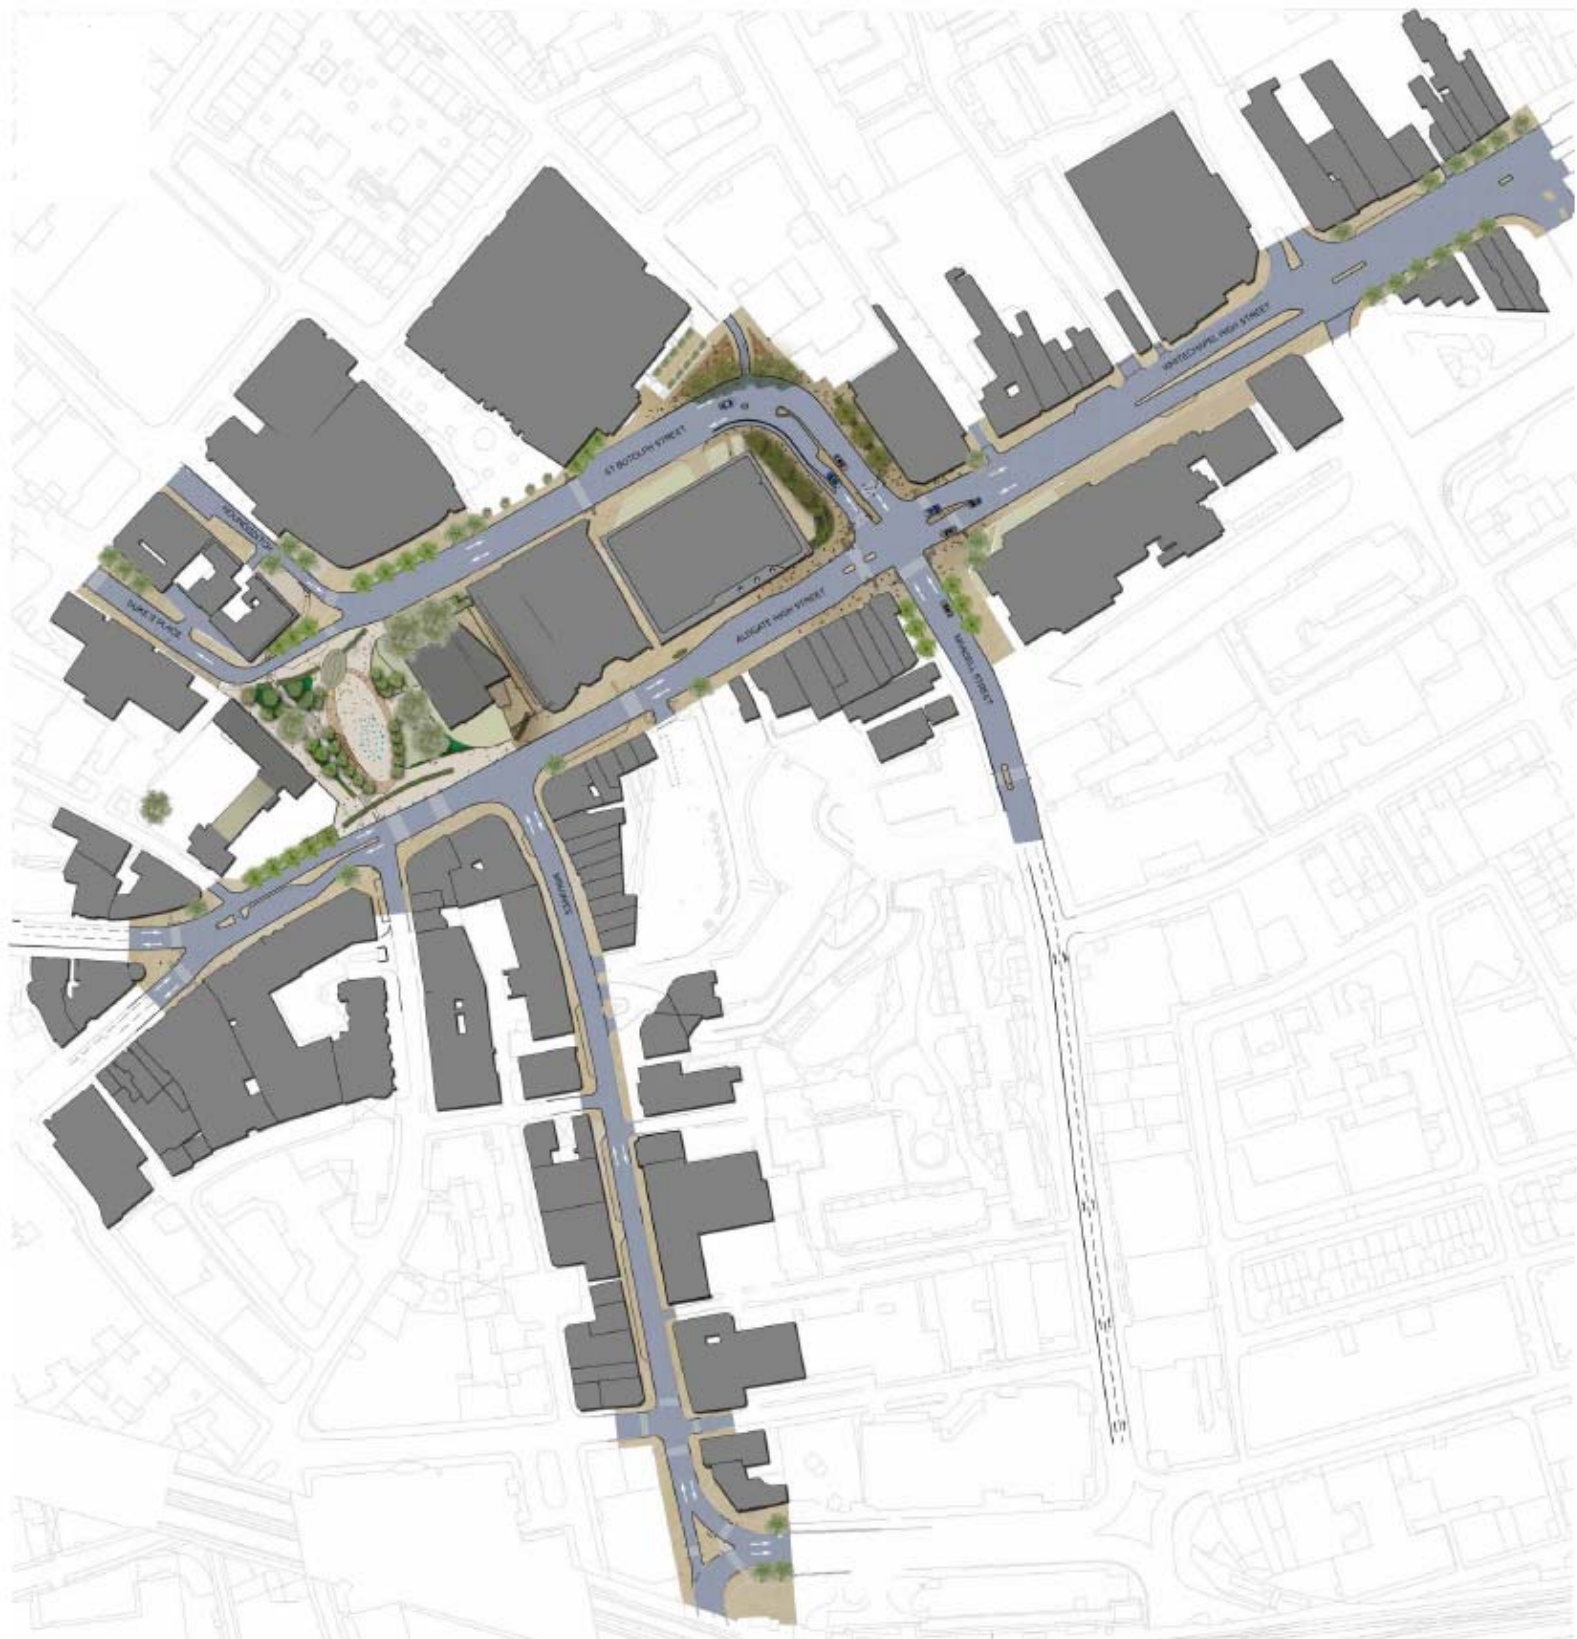 WHITECHAPEL HIGH STREET
ST BOTOLPH STREET
HOUNDSDITCH
DUKE'S PLACE
ALDGATE HIGH STREET
MANSELL STREET
MINORIES